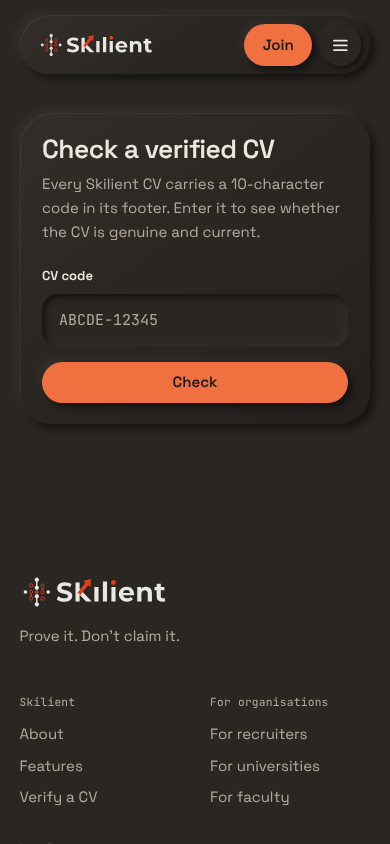 Skilient
Join
Check a verified CV
Every Skilient CV carries a 10-character
code in its footer. Enter it to see whether
the CV is genuine and current.
CV code
ABCDE-12345
Check
Skilient
Prove it. Don't claim it.
Skilient
For organisations
About
For recruiters
Features
For universities
Verify a CV
For faculty